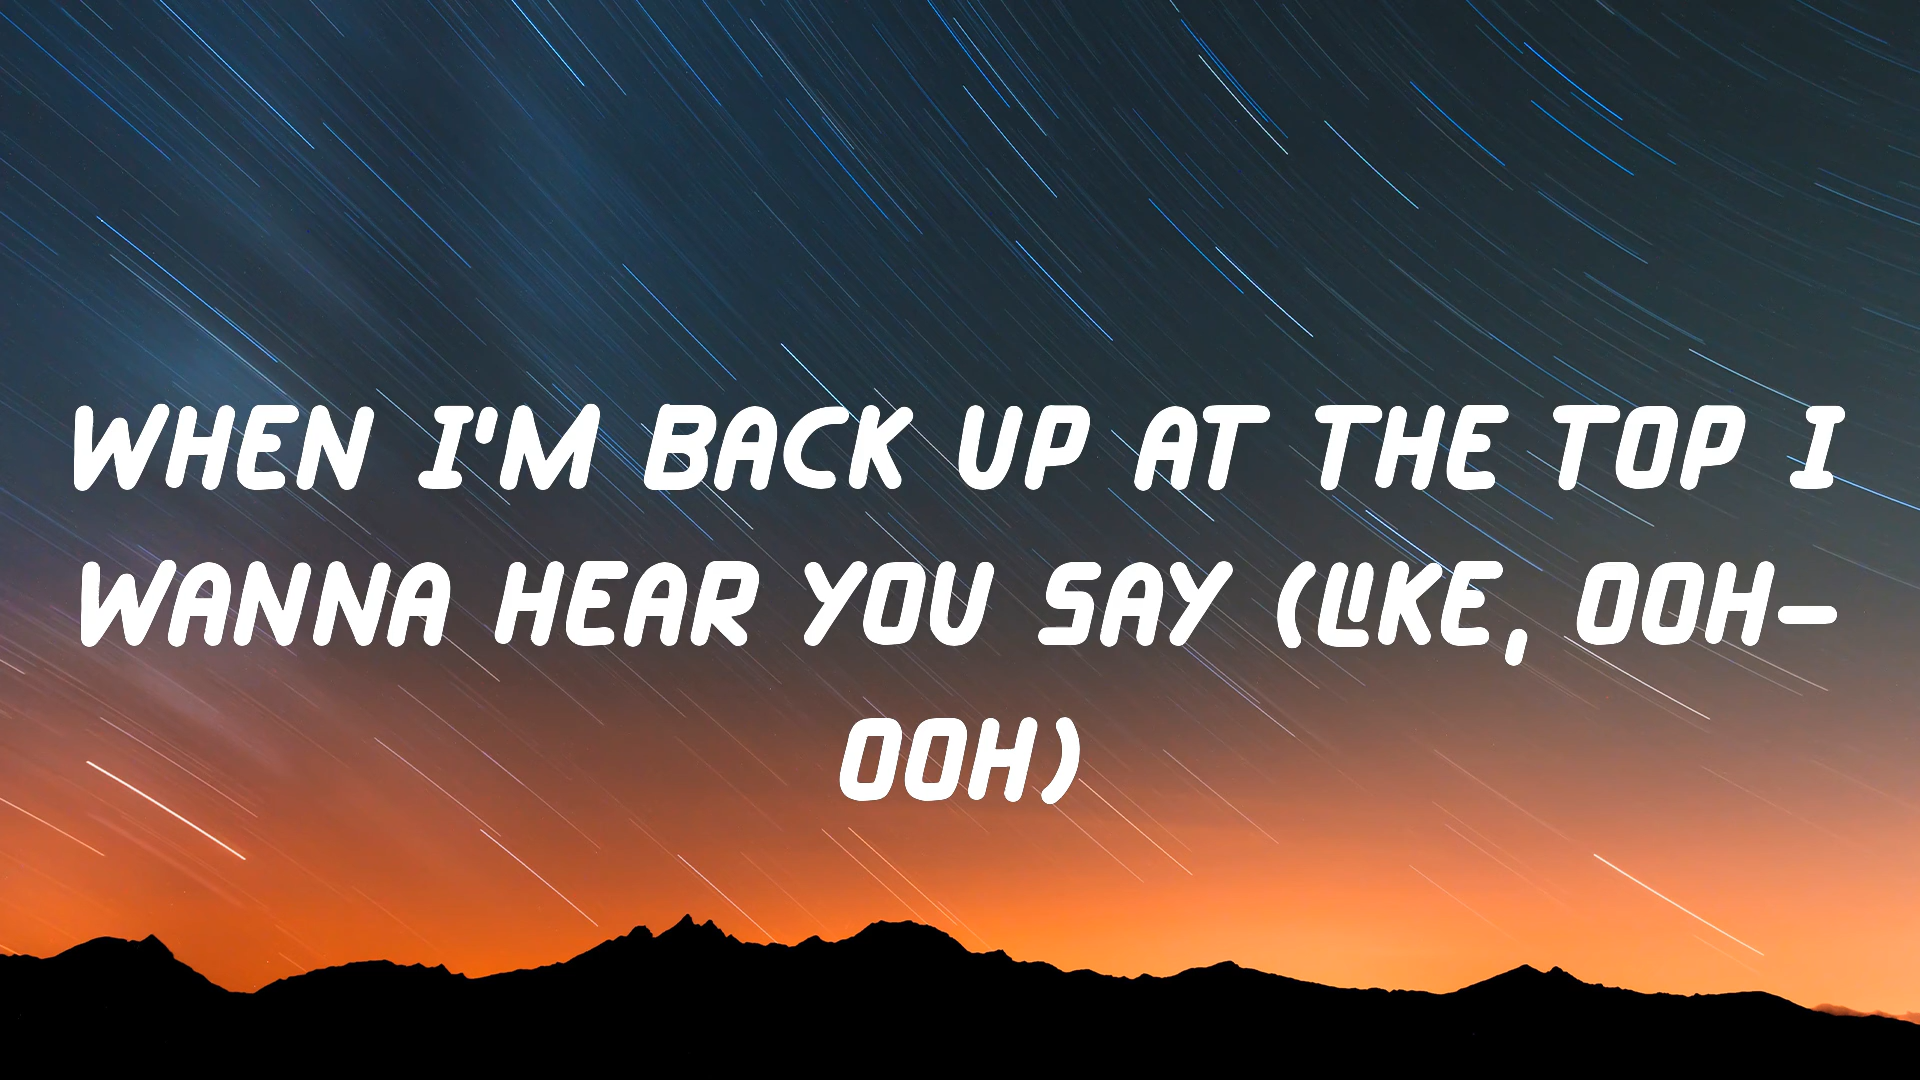 WHEN I'M BACK UP AT THE TOP I
WANNA HEAR YOU SAY (LIKE, OOH-
OOH)